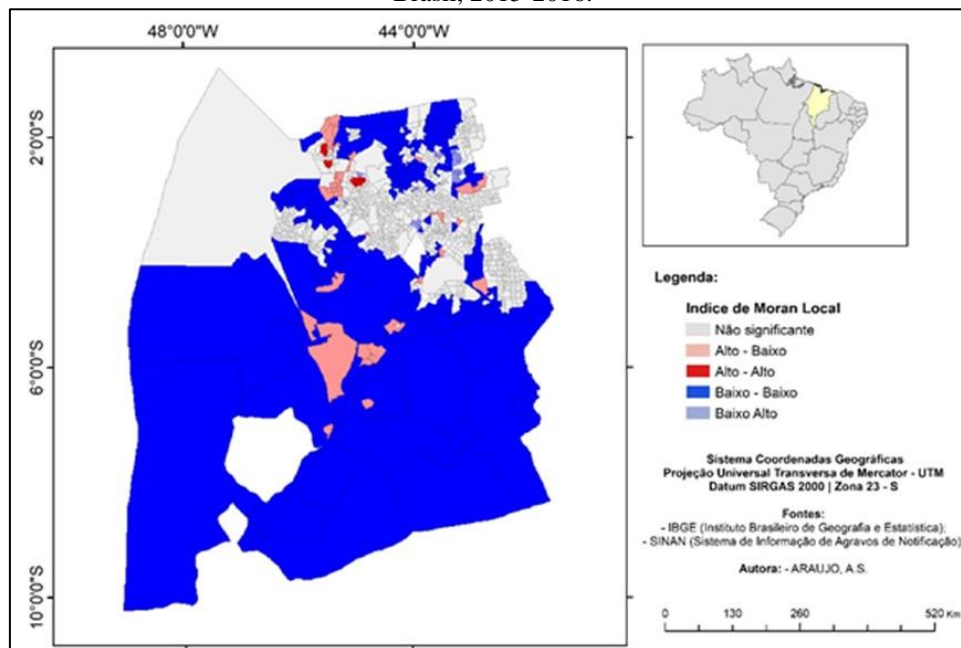 Brasil, 2015-2016.
48°0'0"W
44°0'0"W
2°0'0"S
6°0'0"S
10°0'0"S
Legenda:
Indice de Moran Local
Não significante
Alto - Baixo
Alto - Alto
Baixo - Baixo
Baixo Alto
Sistema Coordenadas Geográficas
Projeção Universal Transversa de Mercator - UTM
Datum SIRGAS 2000 | Zona 23 - S
Fontes:
- IBGE (Instituto Brasileiro de Geografia e Estatística);
- SINAN (Sistema de Informação de Agravos de Notificação)
Autora: - ARAUJO, A.S.
0 130 260 520 Km